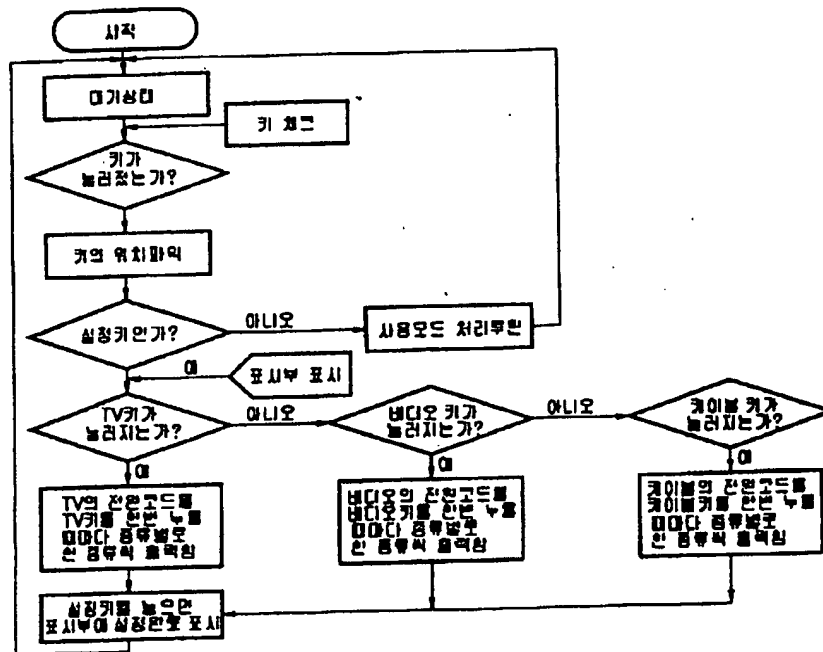 시작
대기상태
키 체크
키가
눌러졌는가?
키의 위치파악
설정키인가?
아니오
사용모드 처리루틴
예
표시부 표시
TV키가
눌러지는가?
아니오
비디오 키가
눌러지는가?
아니오
케이블 키가
눌러지는가?
예
예
예
TV의 전원코드를
TV키를 한번 누를
때마다 종류별로
한 종류씩 출력함
비디오의 전원코드를
비디오키를 한번 누를
때마다 종류별로
한 종류씩 출력함
케이블의 전원코드를
케이블키를 한번 누를
때마다 종류별로
한 종류씩 출력함
설정키를 눌으면
표시부에 설정완료 표시